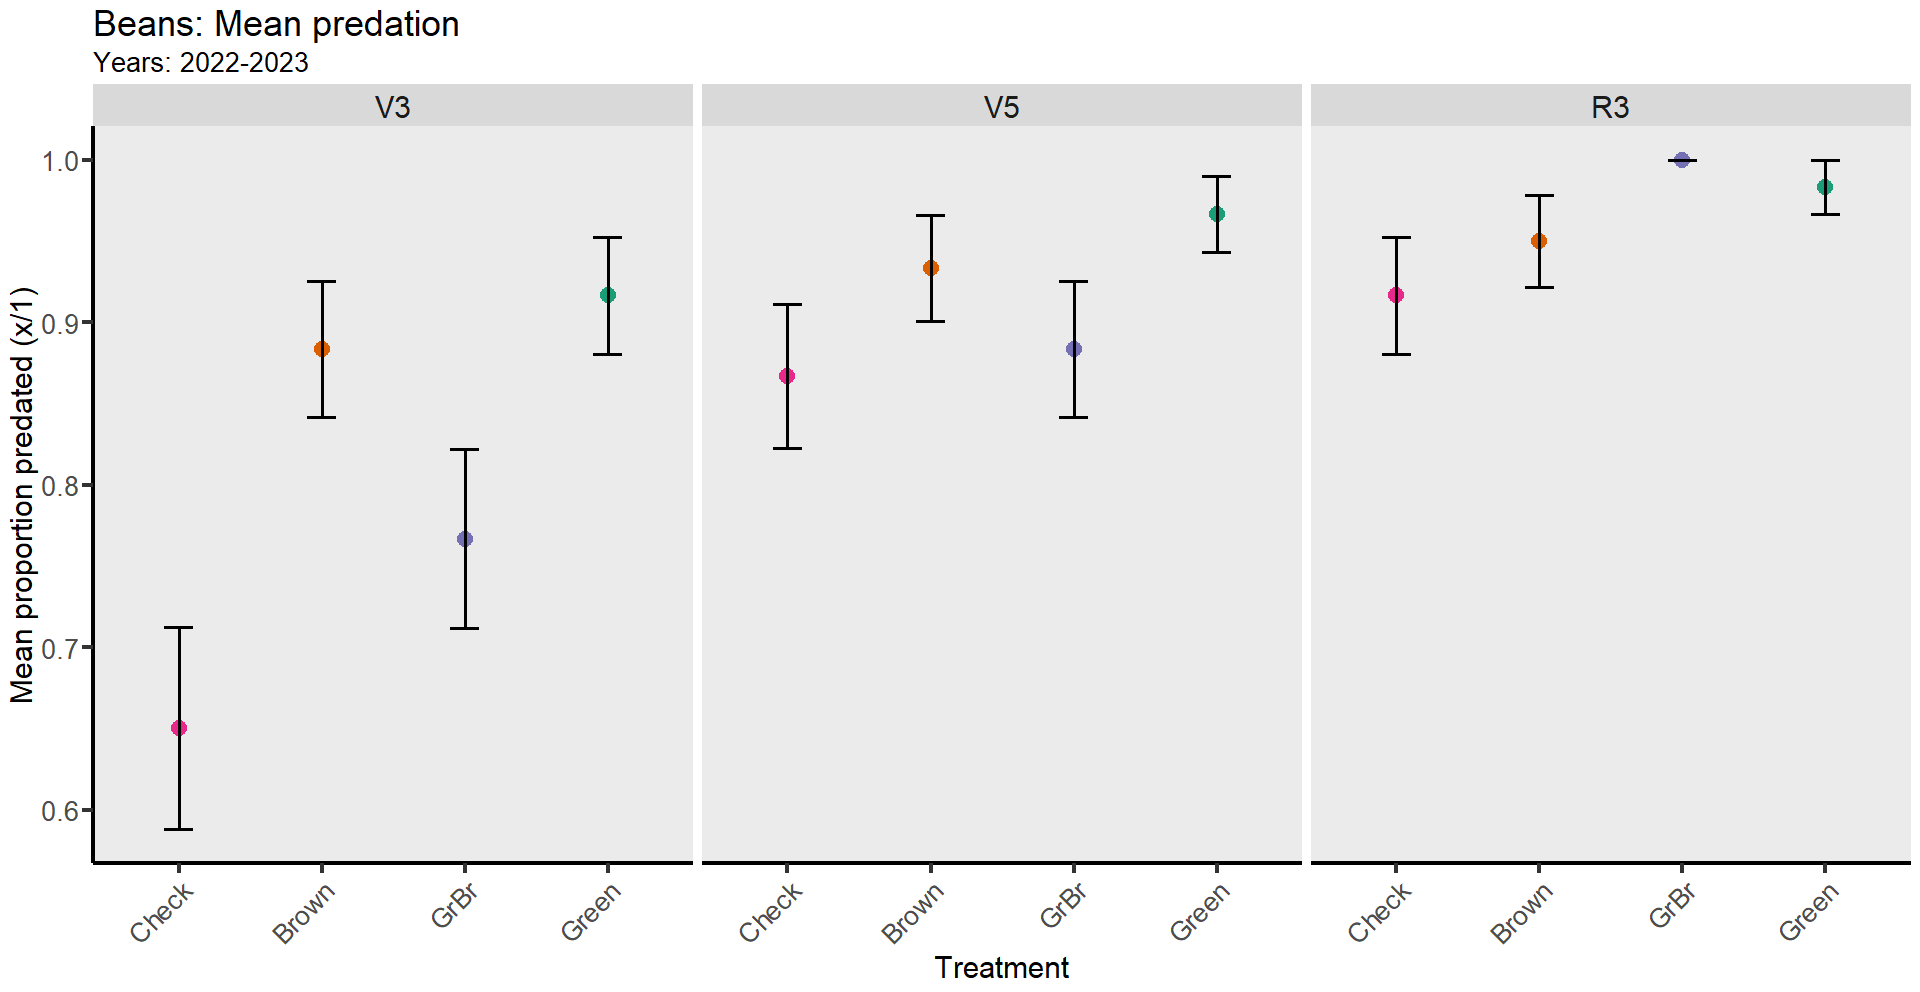 Beans: Mean predation
Years: 2022-2023
V3 V5 R3
Mean proportion predated (x/1)
1.0
0.9
0.8
0.7
0.6
Check Brown GrBr Green Check Brown GrBr Green Check Brown GrBr Green
Treatment